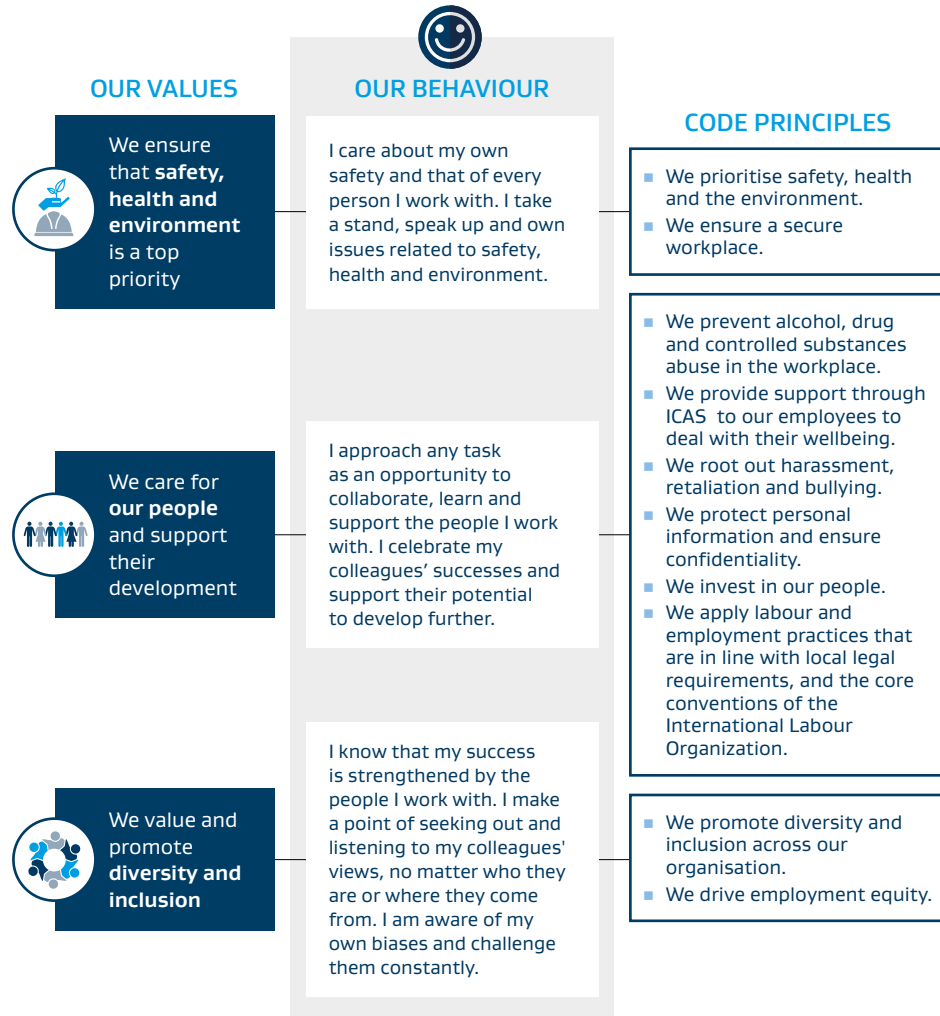 OUR VALUES
OUR BEHAVIOUR
CODE PRINCIPLES
We ensure
that safety,
health and
environment
is a top
priority
I care about my own
safety and that of every
person I work with. I take
a stand, speak up and own
issues related to safety,
health and environment.
We prioritise safety, health
and the environment.
We ensure a secure
workplace.
We care for
our people
and support
their
development
I approach any task
as an opportunity to
collaborate, learn and
support the people I work
with. I celebrate my
colleagues’ successes and
support their potential
to develop further.
We prevent alcohol, drug
and controlled substances
abuse in the workplace.
We provide support through
ICAS to our employees to
deal with their wellbeing.
We root out harassment,
retaliation and bullying.
We protect personal
information and ensure
confidentiality.
We invest in our people.
We apply labour and
employment practices that
are in line with local legal
requirements, and the core
conventions of the
International Labour
Organization.
We value and
promote
diversity and
inclusion
I know that my success
is strengthened by the
people I work with. I make
a point of seeking out and
listening to my colleagues'
views, no matter who they
are or where they come
from. I am aware of my
own biases and challenge
them constantly.
We promote diversity and
inclusion across our
organisation.
We drive employment equity.